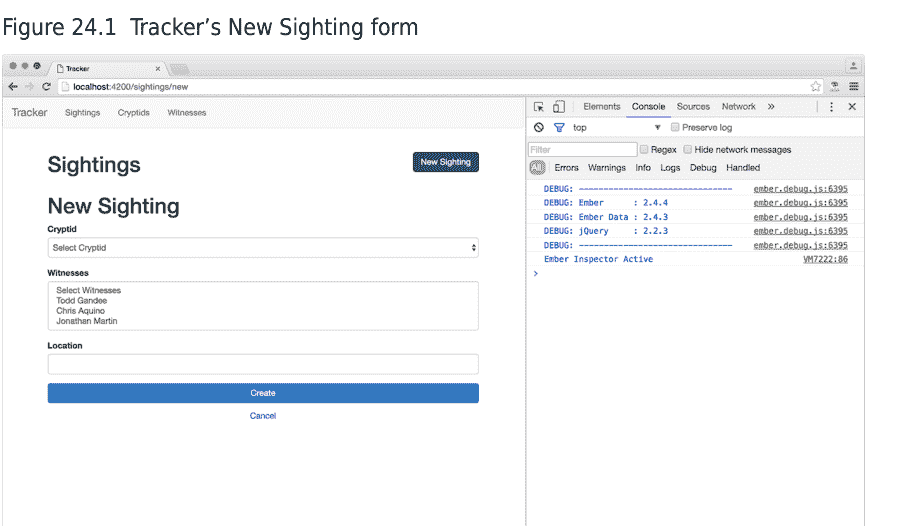 Figure 24.1 Tracker’s New Sighting form
Tracker
localhost:4200/sightings/new
Tracker Sightings Cryptids Witnesses
Sightings
New Sighting
New Sighting
Cryptid
Select Cryptid
Witnesses
Select Witnesses
Todd Gandee
Chris Aquino
Jonathan Martin
Location
Create
Cancel
Elements Console Sources Network »
top Preserve log
Filter Regex Hide network messages
All Errors Warnings Info Logs Debug Handled
DEBUG: ------------------------------- ember.debug.js:6395
DEBUG: Ember : 2.4.4 ember.debug.js:6395
DEBUG: Ember Data : 2.4.3 ember.debug.js:6395
DEBUG: jQuery : 2.2.3 ember.debug.js:6395
DEBUG: ------------------------------- ember.debug.js:6395
Ember Inspector Active VM7222:86
>